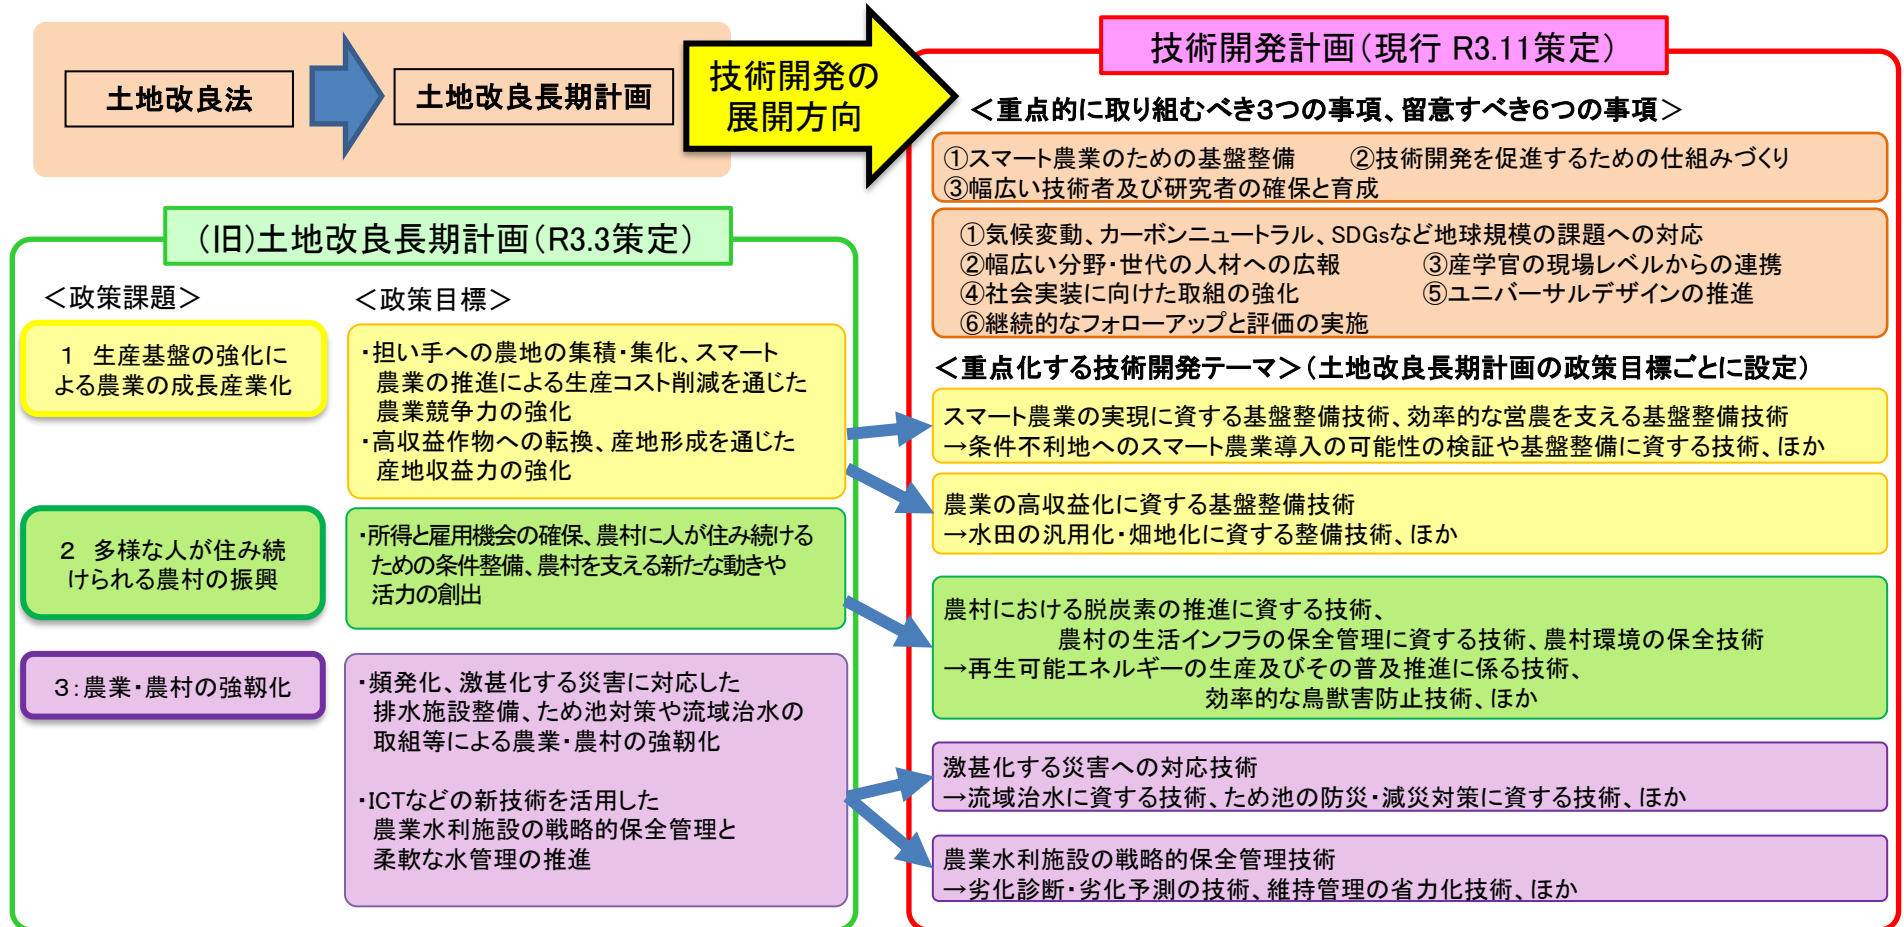 土地改良法
土地改良長期計画
技術開発の
展開方向
技術開発計画(現行 R3.11策定)
<重点的に取り組むべき3つの事項、留意すべき6つの事項>
①スマート農業のための基盤整備 ②技術開発を促進するための仕組みづくり
③幅広い技術者及び研究者の確保と育成
①気候変動、カーボンニュートラル、SDGsなど地球規模の課題への対応
②幅広い分野・世代の人材への広報 ③産学官の現場レベルからの連携
④社会実装に向けた取組の強化 ⑤ユニバーサルデザインの推進
⑥継続的なフォローアップと評価の実施
<重点化する技術開発テーマ>(土地改良長期計画の政策目標ごとに設定)
スマート農業の実現に資する基盤整備技術、効率的な営農を支える基盤整備技術
→条件不利地へのスマート農業導入の可能性の検証や基盤整備に資する技術、ほか
農業の高収益化に資する基盤整備技術
→水田の汎用化・畑地化に資する整備技術、ほか
農村における脱炭素の推進に資する技術、
農村の生活インフラの保全管理に資する技術、農村環境の保全技術
→再生可能エネルギーの生産及びその普及推進に係る技術、
効率的な鳥獣害防止技術、ほか
激甚化する災害への対応技術
→流域治水に資する技術、ため池の防災・減災対策に資する技術、ほか
農業水利施設の戦略的保全管理技術
→劣化診断・劣化予測の技術、維持管理の省力化技術、ほか
(旧)土地改良長期計画(R3.3策定)
<政策課題>
<政策目標>
1 生産基盤の強化に
よる農業の成長産業化
・担い手への農地の集積・集化、スマート
農業の推進による生産コスト削減を通じた
農業競争力の強化
・高収益作物への転換、産地形成を通じた
産地収益力の強化
2 多様な人が住み続
けられる農村の振興
・所得と雇用機会の確保、農村に人が住み続ける
ための条件整備、農村を支える新たな動きや
活力の創出
3:農業・農村の強靱化
・頻発化、激甚化する災害に対応した
排水施設整備、ため池対策や流域治水の
取組等による農業・農村の強靱化
・ICTなどの新技術を活用した
農業水利施設の戦略的保全管理と
柔軟な水管理の推進